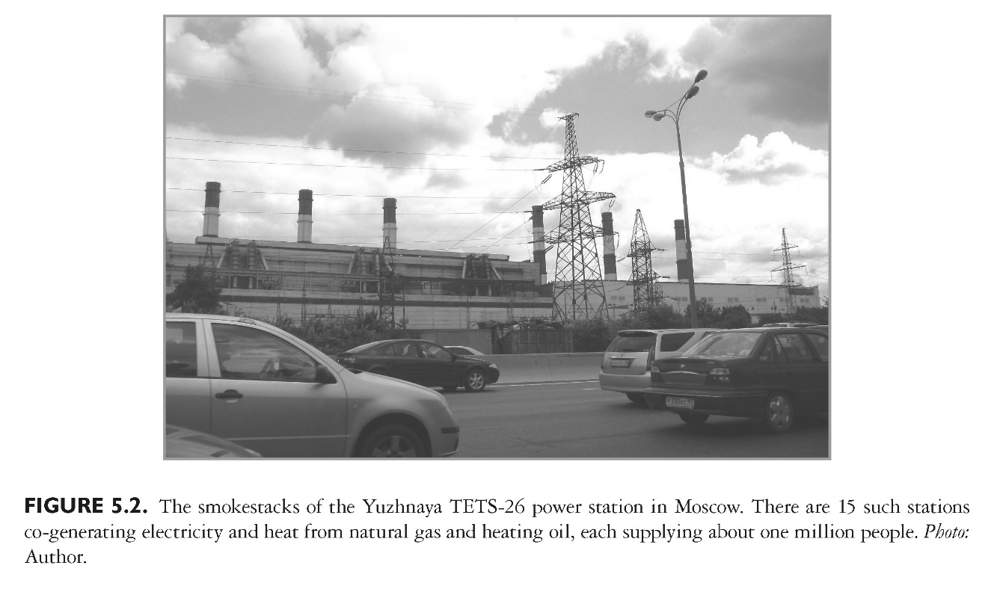 FIGURE 5.2. The smokestacks of the Yuzhnaya TETS-26 power station in Moscow. There are 15 such stations
co-generating electricity and heat from natural gas and heating oil, each supplying about one million people. Photo:
Author.